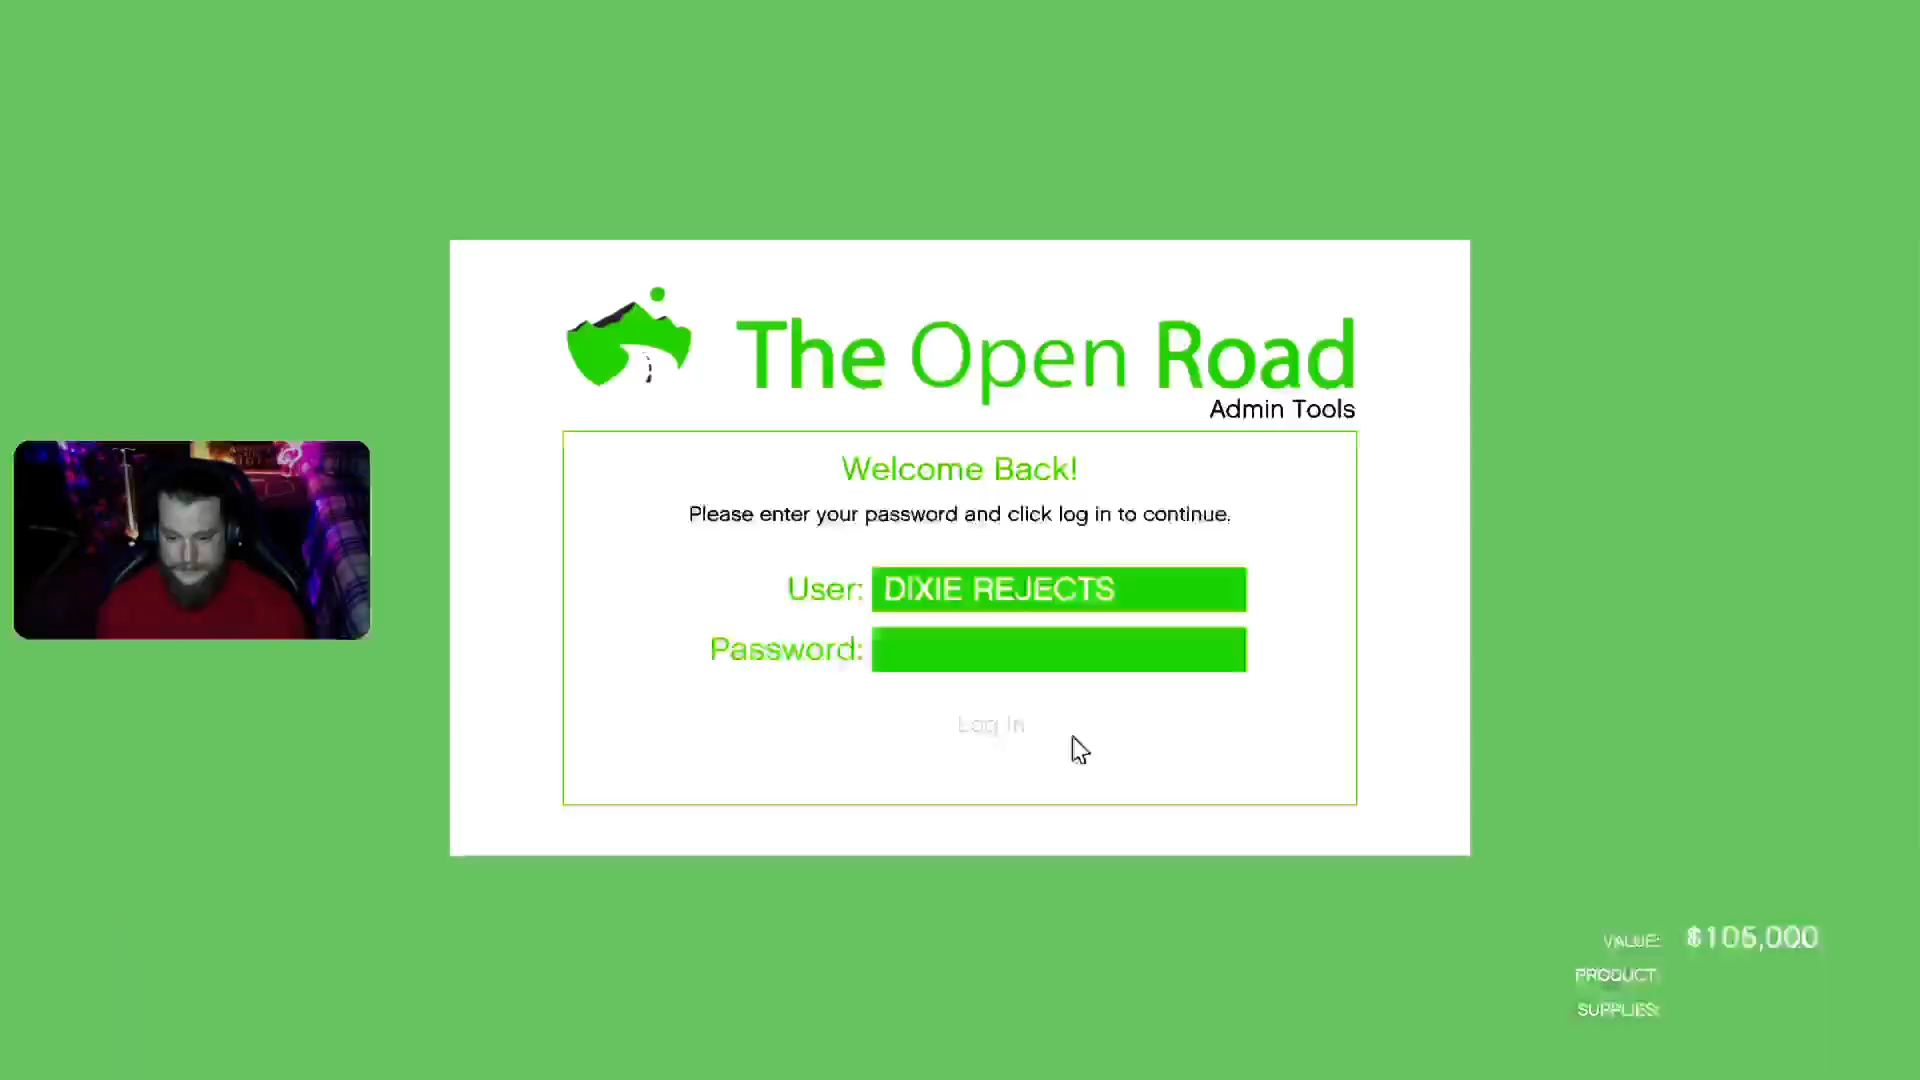 The Open Road
Admin Tools
Welcome Back!
Please enter your password and click log in to continue.
User: DIXIE REJECTS
Password:
Log In
VALUE: $105,000
PRODUCT:
SUPPLIES: